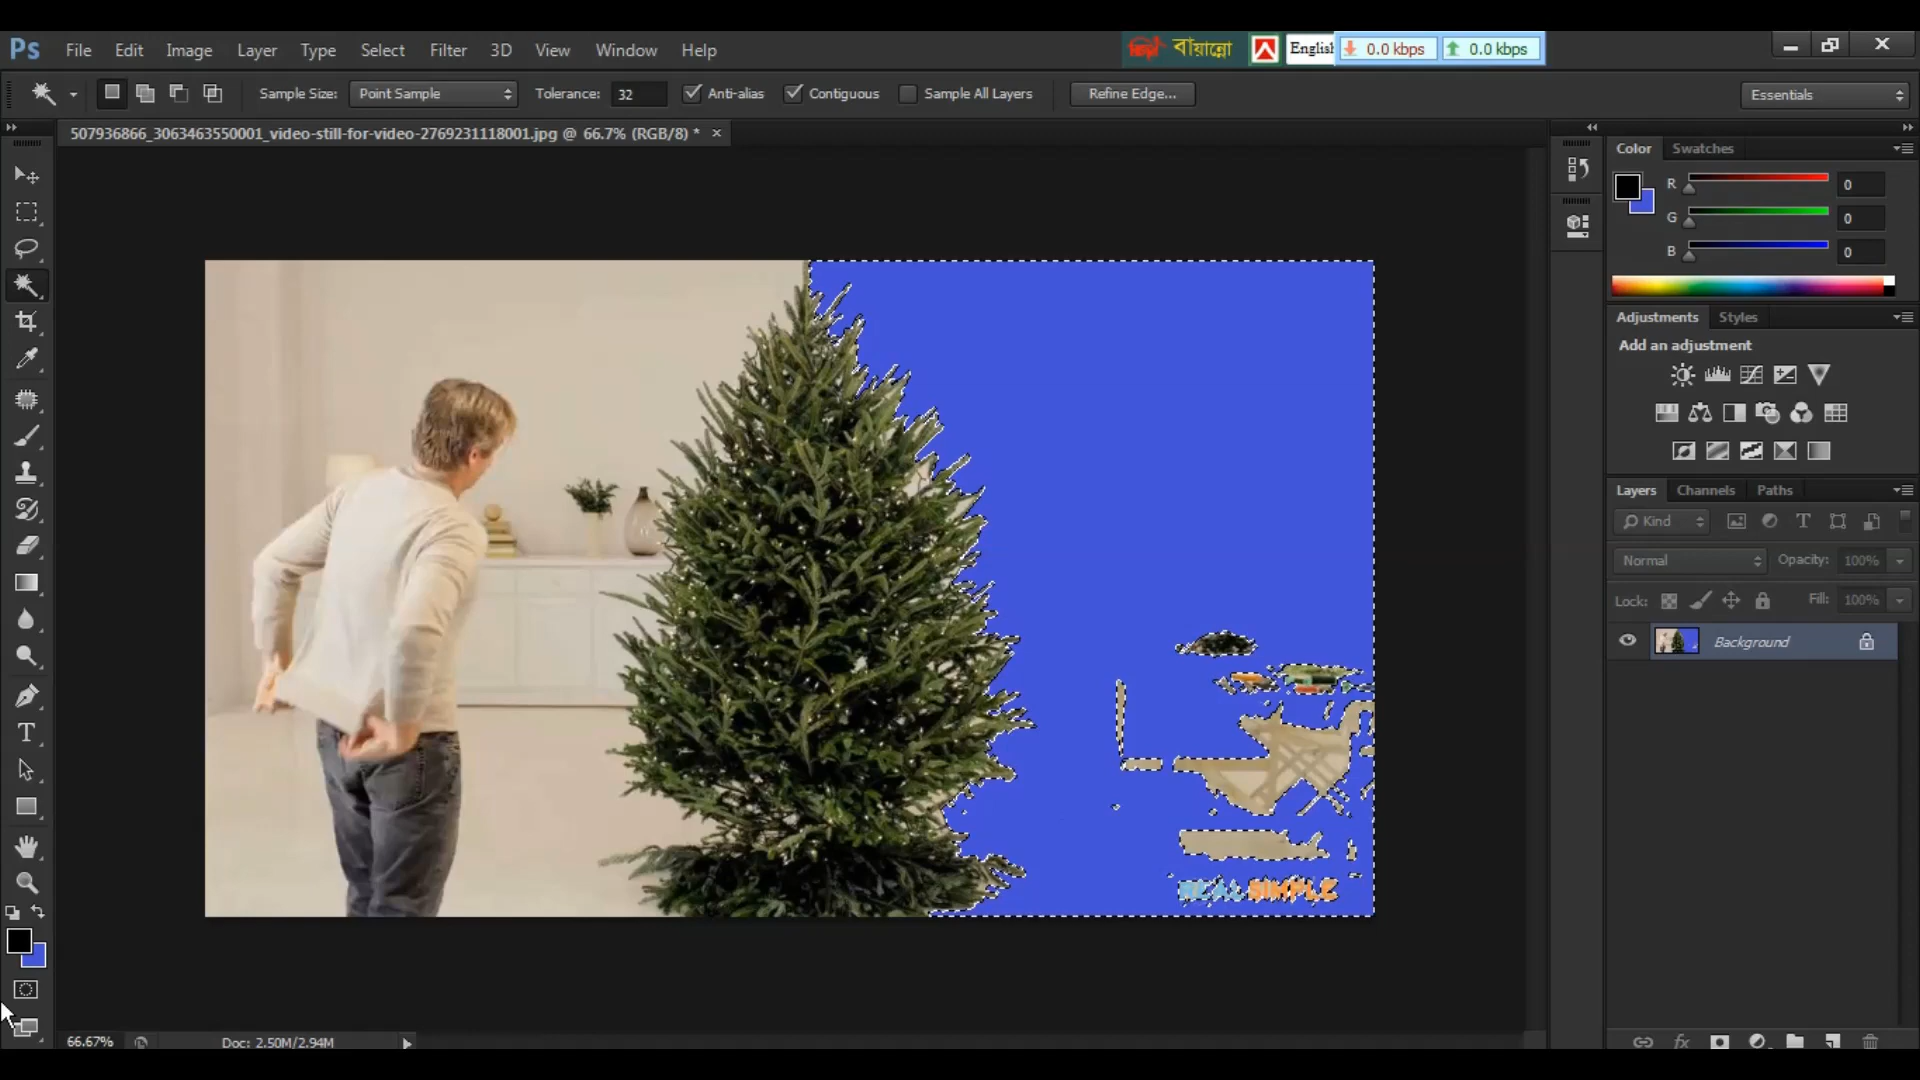 Ps File Edit Image Layer Type Select Filter 3D View Window Help
বায়ান্নো English 0.0 kbps 0.0 kbps
Sample Size: Point Sample Tolerance: 32 Anti-alias Contiguous Sample All Layers Refine Edge... Essentials
507936866_3063463550001_video-still-for-video-2769231118001.jpg @ 66.7% (RGB/8) *
Color Swatches
R 0
G 0
B 0
Adjustments Styles
Add an adjustment
Layers Channels Paths
Kind
Normal Opacity: 100%
Lock: Fill: 100%
Background
REAL SIMPLE
66.67% Doc: 2.50M/2.94M